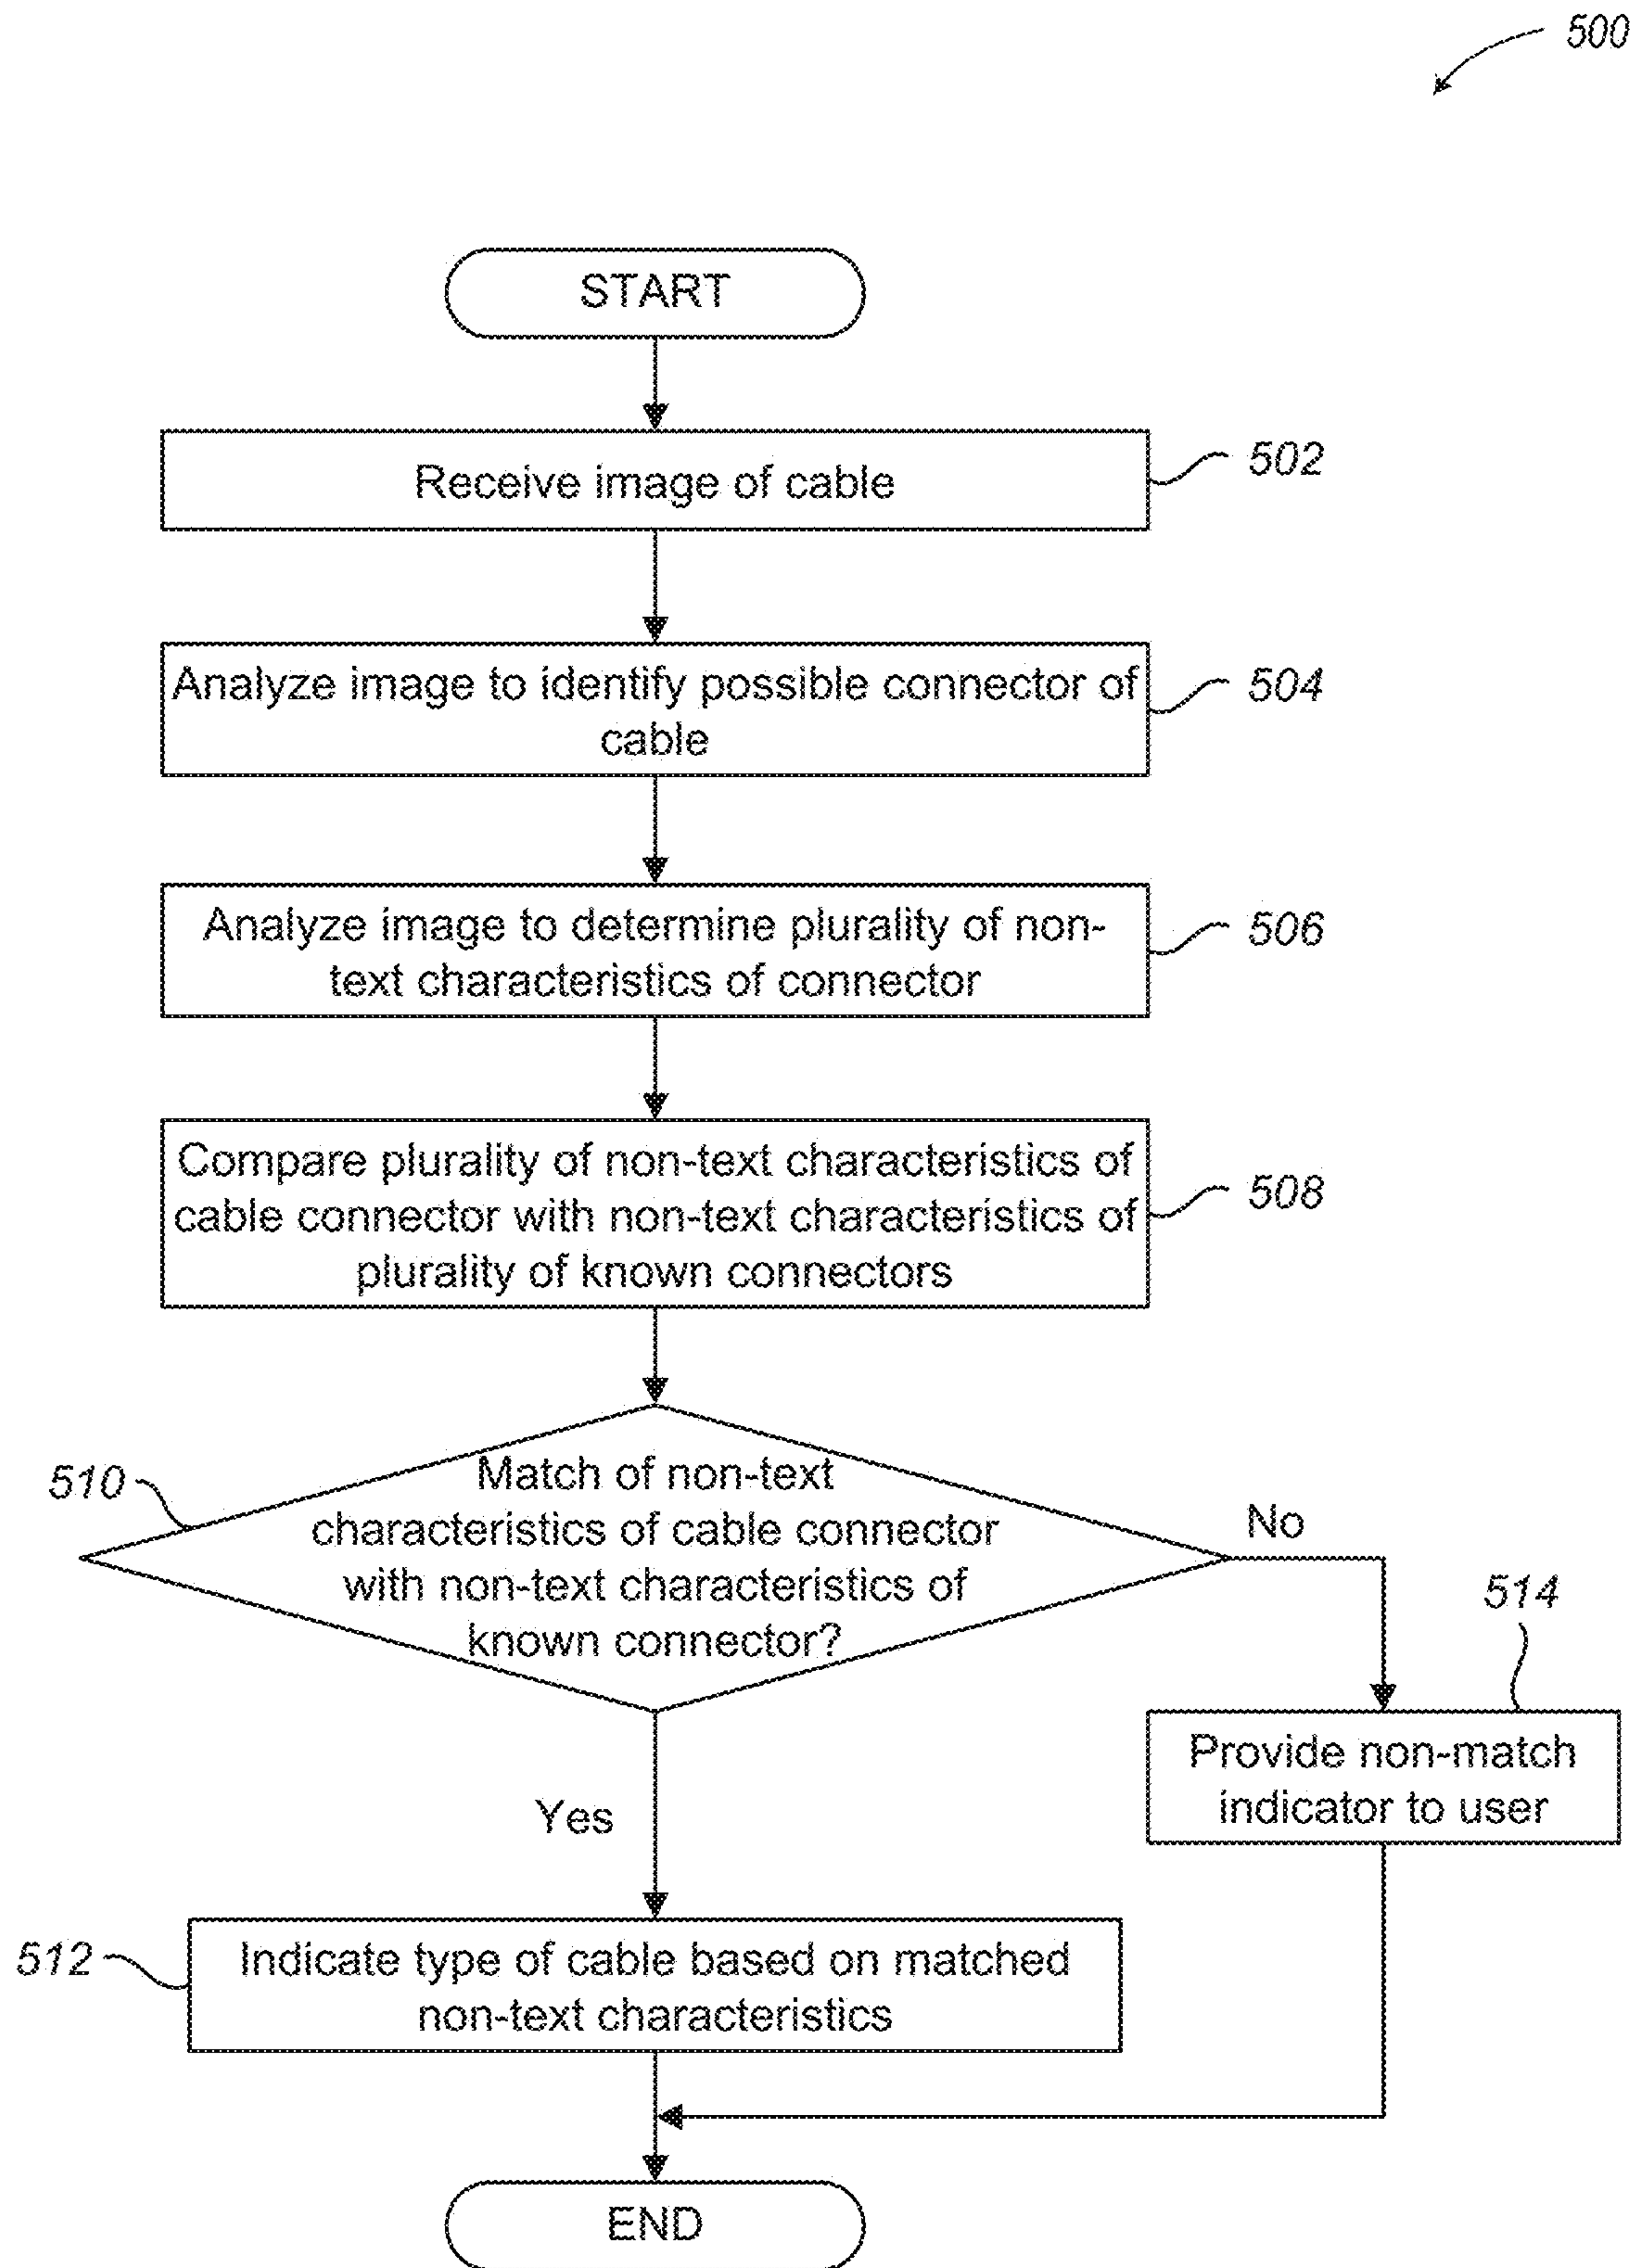 500
START
Receive image of cable
502
Analyze image to identify possible connector of
cable
504
Analyze image to determine plurality of non-
text characteristics of connector
506
Compare plurality of non-text characteristics of
cable connector with non-text characteristics of
plurality of known connectors
508
510
Match of non-text
characteristics of cable connector
with non-text characteristics of
known connector?
No
514
Provide non-match
indicator to user
Yes
512
Indicate type of cable based on matched
non-text characteristics
END